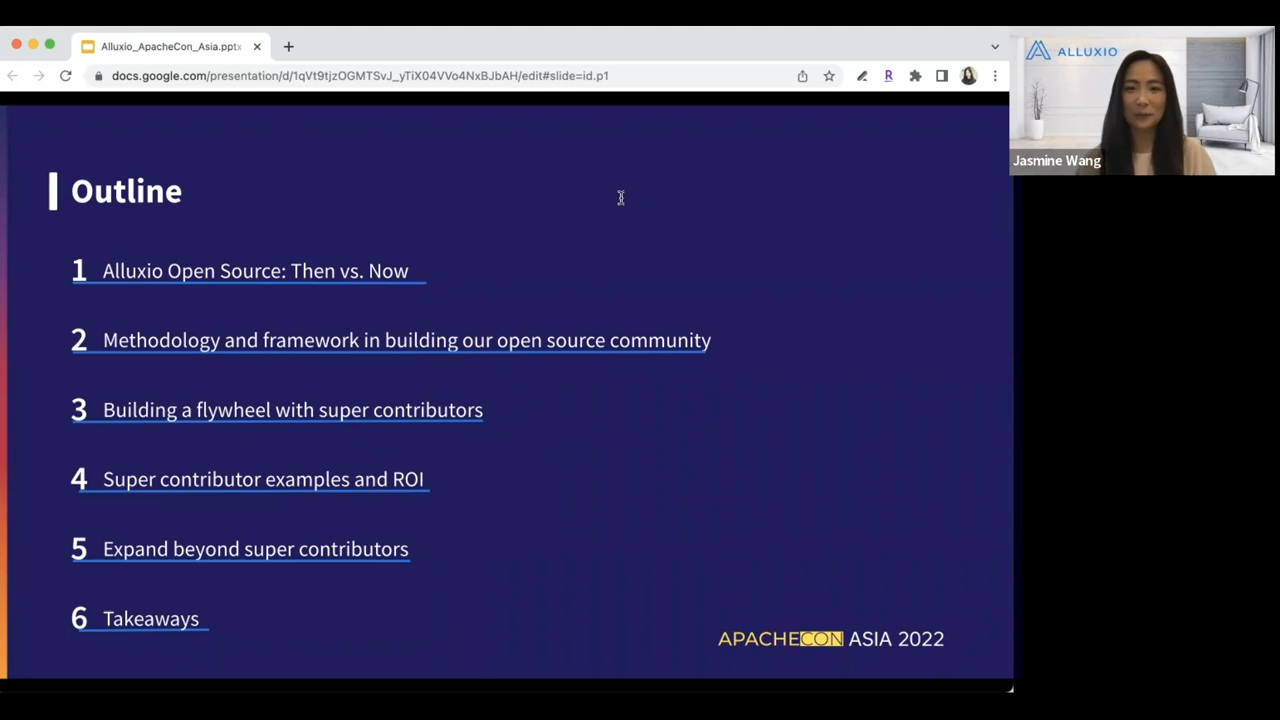 Alluxio_ApacheCon_Asia.pptx
docs.google.com/presentation/d/1qVt9tjzOGMTSvJ_yTiX04VVo4NxBJbAH/edit#slide=id.p1
R
ALLUXIO
Jasmine Wang
Outline
1 Alluxio Open Source: Then vs. Now
2 Methodology and framework in building our open source community
3 Building a flywheel with super contributors
4 Super contributor examples and ROI
5 Expand beyond super contributors
6 Takeaways
APACHECON ASIA 2022